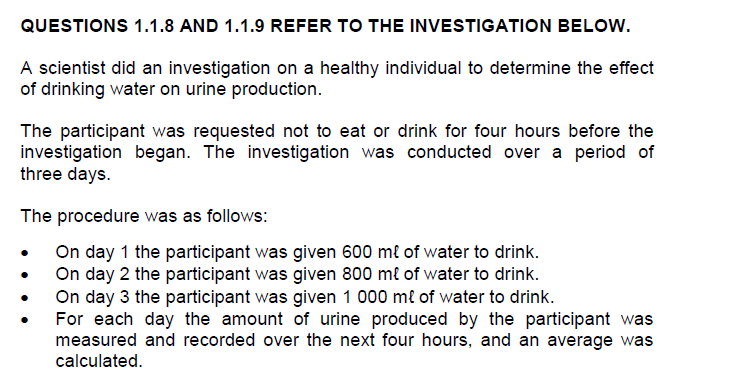 QUESTIONS 1.1.8 AND 1.1.9 REFER TO THE INVESTIGATION BELOW.
A scientist did an investigation on a healthy individual to determine the effect
of drinking water on urine production.
The participant was requested not to eat or drink for four hours before the
investigation began. The investigation was conducted over a period of
three days.
The procedure was as follows:
• On day 1 the participant was given 600 mℓ of water to drink.
• On day 2 the participant was given 800 mℓ of water to drink.
• On day 3 the participant was given 1 000 mℓ of water to drink.
• For each day the amount of urine produced by the participant was
measured and recorded over the next four hours, and an average was
calculated.